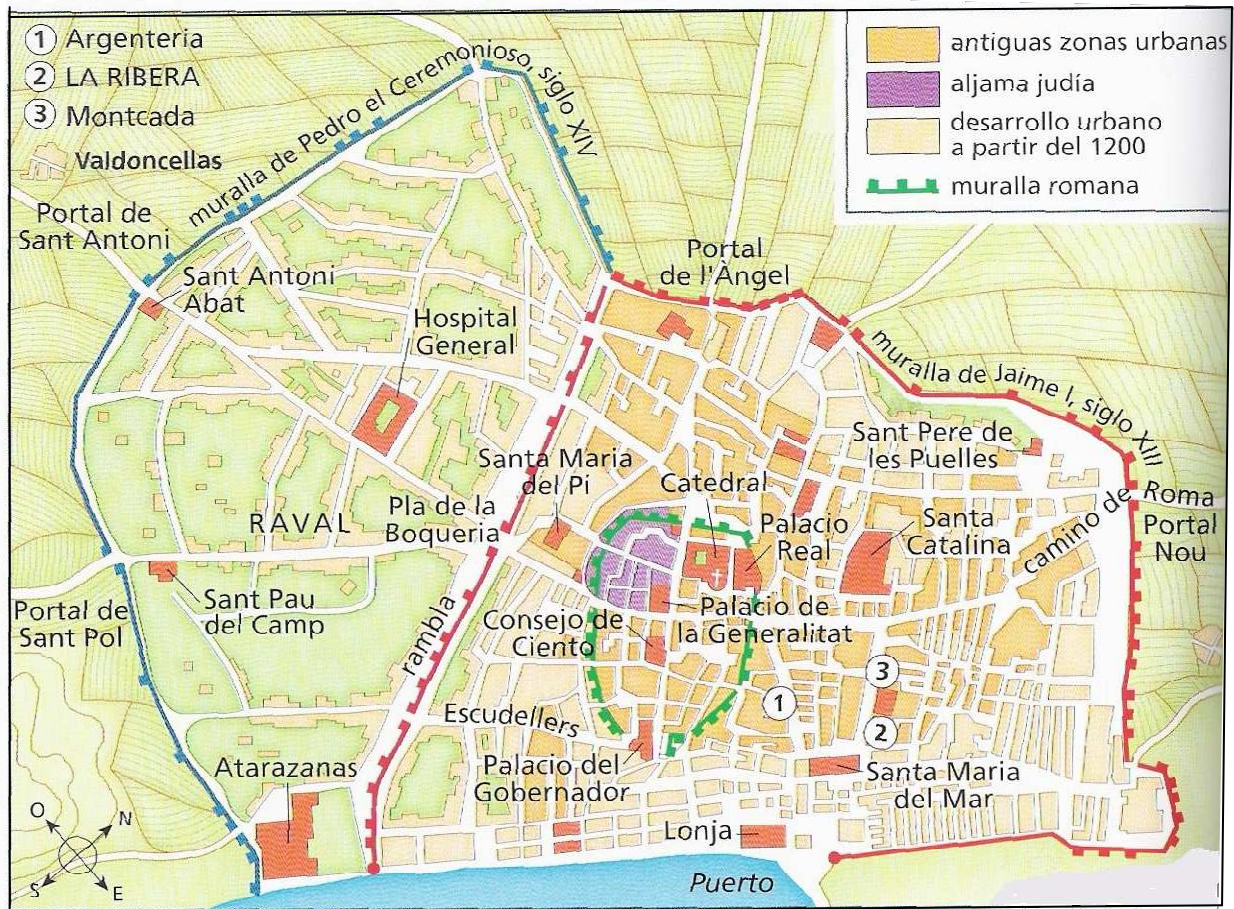 1 Argenteria
2 LA RIBERA
3 Montcada
Valdoncellas
antiguas zonas urbanas
aljama judía
desarrollo urbano
a partir del 1200
muralla romana
muralla de Pedro el Ceremonioso, siglo XIV
Portal de
Sant Antoni
Sant Antoni
Abat
Portal
de l'Àngel
Hospital
General
muralla de Jaime I, siglo XIII
Sant Pere de
les Puelles
Santa Maria
del Pi
Catedral
Pla de la
Boqueria
RAVAL
Palacio
Real
Santa
Catalina
camino de Roma
Portal
Nou
Portal de
Sant Pol
Sant Pau
del Camp
rambla
Consejo de
Ciento
Palacio de
la Generalitat
3
1
2
Escudellers
Atarazanas
Palacio del
Gobernador
Santa Maria
del Mar
Lonja
Puerto
O
N
S
E